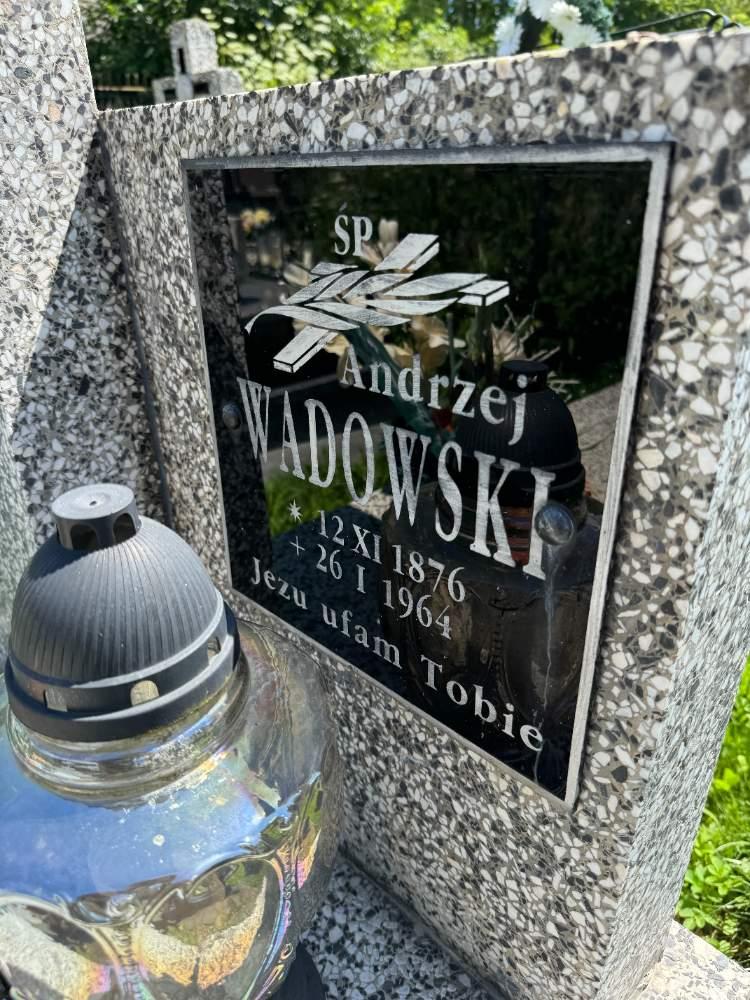 ŚP
Andrzej
WADOWSKI
* 12 XI 1876
+ 26 I 1964
Jezu ufam Tobie